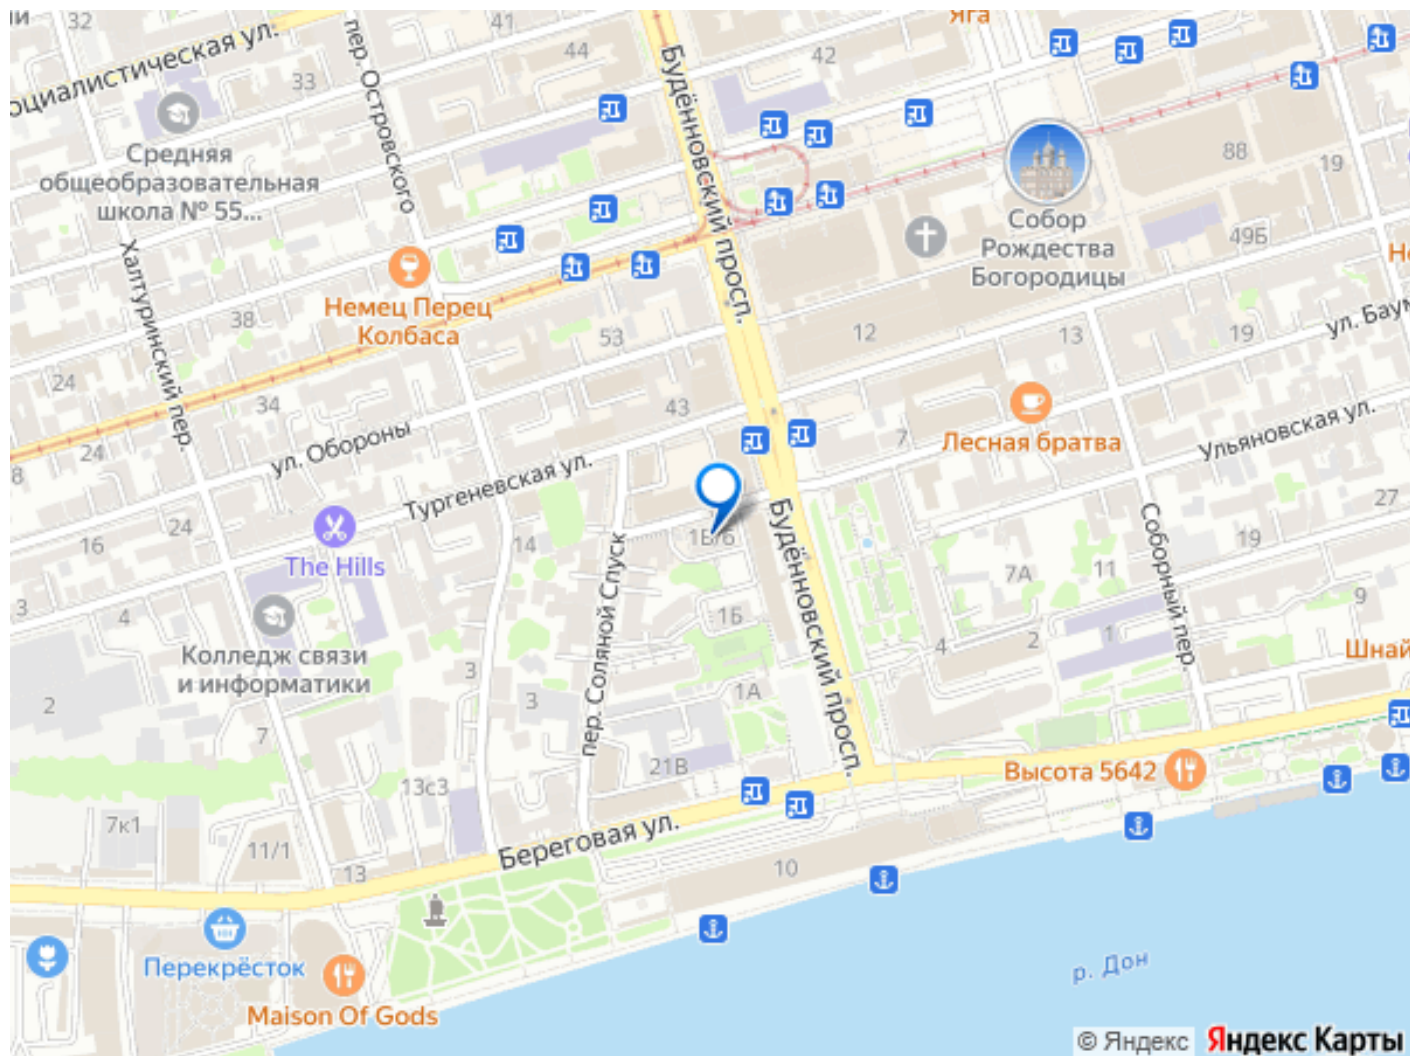 32
Социалистическая ул.
пер. Островского
41
44
42
Яга
33
Средняя
общеобразовательная
школа № 55...
Будённовский просп.
88
19
Собор
Рождества
Богородицы
49Б
Халтуринский пер.
Немец Перец
Колбаса
38
53
12
13
19
ул. Баум
24
34
43
Лесная братва
7
Ульяновская ул.
24
8
ул. Обороны
Тургеневская ул.
27
24
16
14
1В/6
Будённовский просп.
Соборный пер.
19
The Hills
7А
11
9
3
4
пер. Соляной Спуск
1Б
4
2
1
Колледж связи
и информатики
3
Шнай
2
3
1А
7
21В
13с3
Высота 5642
7к1
Береговая ул.
11/1
13
10
Перекрёсток
р. Дон
Maison Of Gods
© Яндекс Яндекс Карты